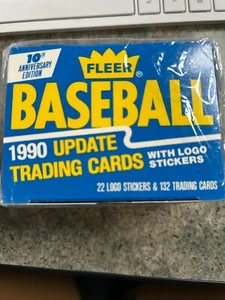 10TH
ANNIVERSARY
EDITION
FLEER®
BASEBALL
1990 UPDATE
TRADING CARDS
WITH LOGO
STICKERS
22 LOGO STICKERS & 132 TRADING CARDS